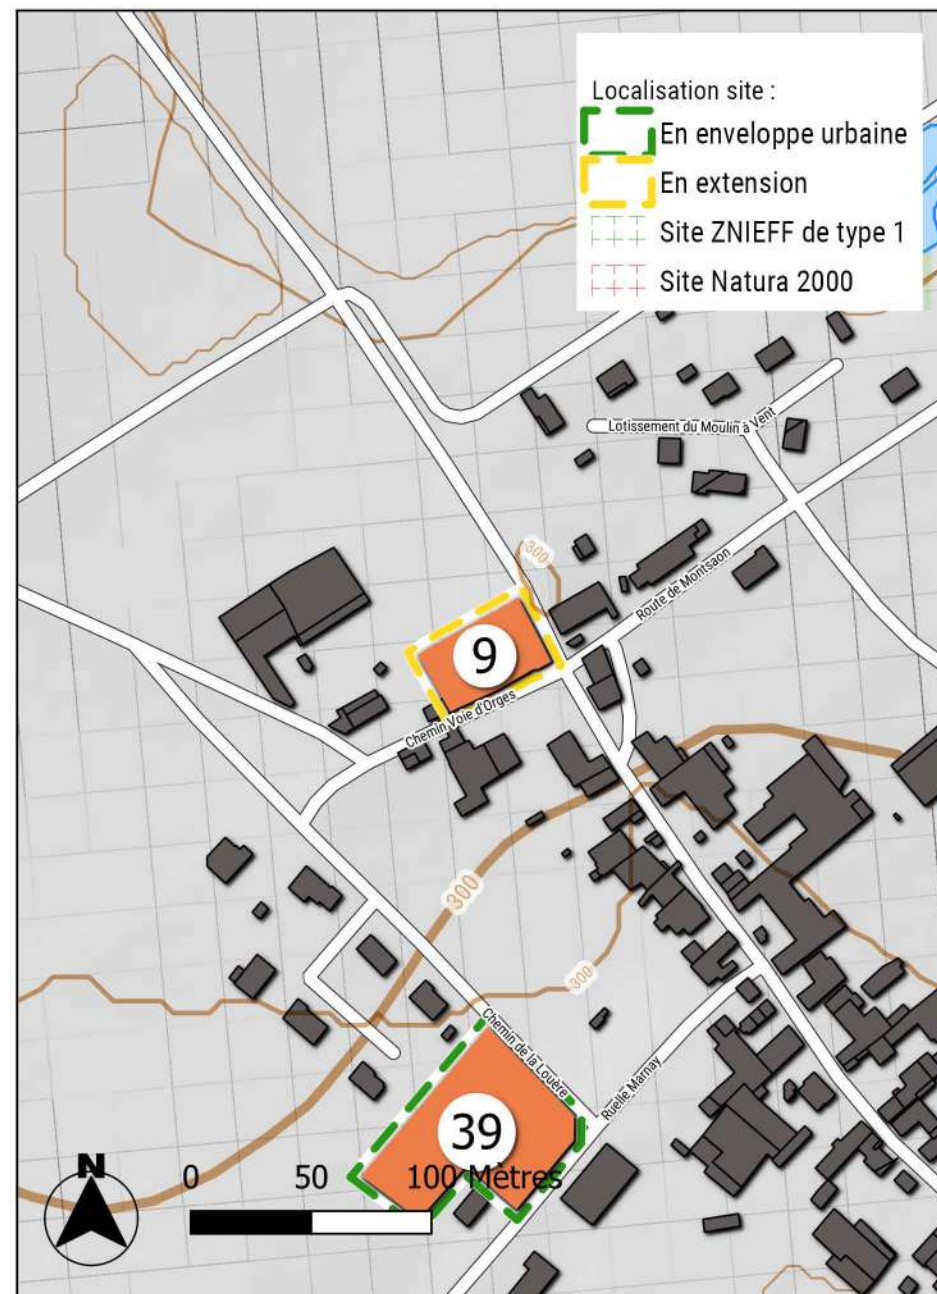 Localisation site :
En enveloppe urbaine
En extension
Site ZNIEFF de type 1
Site Natura 2000
Lotissement du Moulin à Vent
300
Route de Montsaon
9
Chemin Voie d'Orges
300
300
Chemin de la Louère
Ruelle Marnay
39
N
0 50 100 Mètres